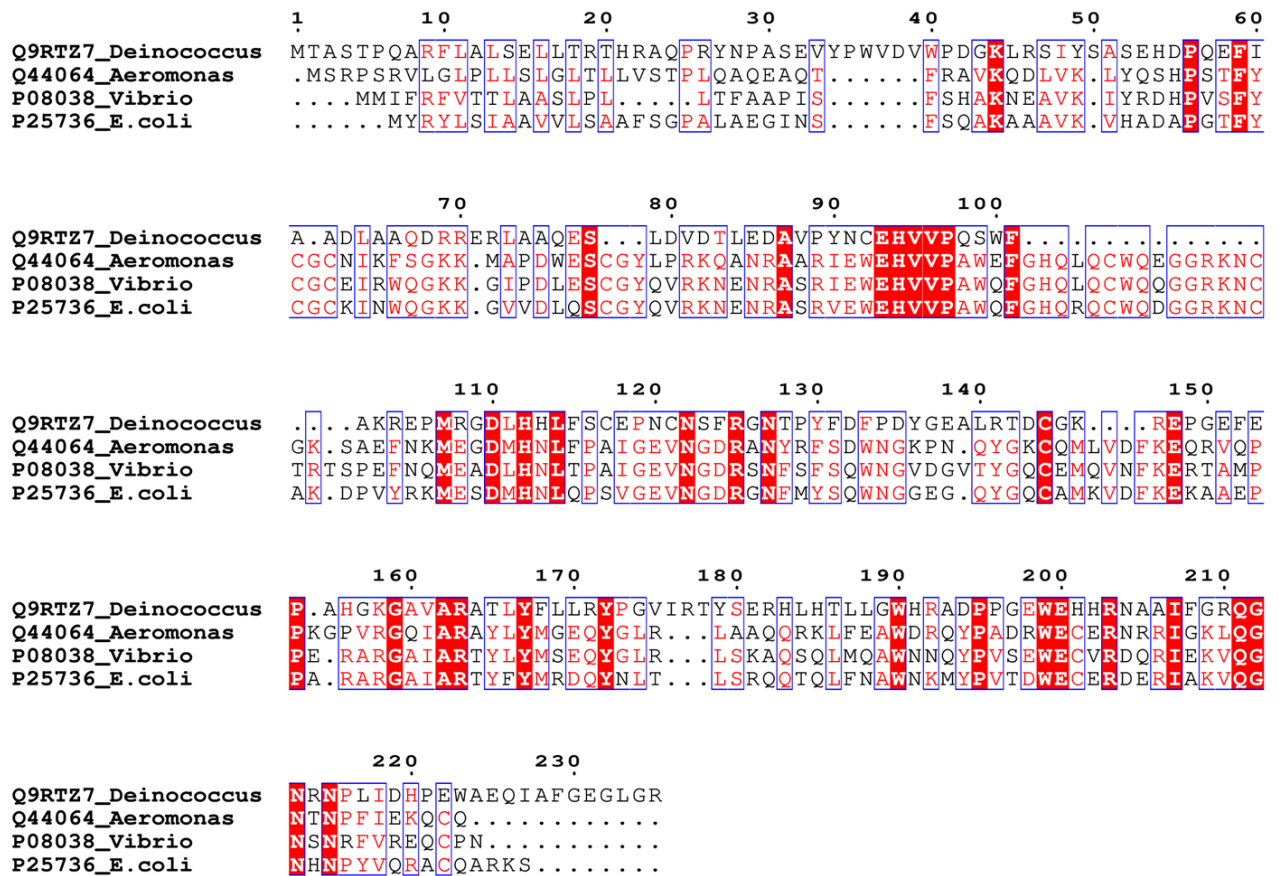 1 10 20 30 40 50 60
Q9RTZ7_Deinococcus MTASTPQARFLALSELLTRTHRAQPRYNPASEVYPWVDVWPDGKLRSIYSASEHDPQEFI
Q44064_Aeromonas .MSRPSRVLGLPLLSLGLTLLVSTPLQAQEAQT......FRAVKQDLVK.LYQSHPSTFY
P08038_Vibrio ....MMIFRFVTTLAASLPL.....LTFAAPIS......FSHAKNEAVK.IYRDHPVSFY
P25736_E.coli ......MYRYLSIAAVVLSAAFSGPALAEGINS......FSQAKAAAVK.VHADAPGTFY
70 80 90 100
Q9RTZ7_Deinococcus A.ADLAAQDRRERLAAQES...LDVDTLEDAVPYNCEHVVPQSWF...............
Q44064_Aeromonas CGCNIKFSGKK.MAPDWESCGYLPRKQANRAARIEWEHVVPAWEFGHQLQCWQEGGRKNC
P08038_Vibrio CGCEIRWQGKK.GIPDLESCGYQVRKNENRASRIEWEHVVPAWQFGHQLQCWQQGGRKNC
P25736_E.coli CGCKINWQGKK.GVVDLQSCGYQVRKNENRASRVEWEHVVPAWQFGHQRQCWQDGGRKNC
110 120 130 140 150
Q9RTZ7_Deinococcus ....AKREPMRGDLHHLFSCEPNCNSFRGNTPYFDFPDYGEALRTDCGK....REPGEFE
Q44064_Aeromonas GK.SAEFNKMEGDMHNLFPAIGEVNGDRANYRFSDWNGKPN.QYGKCQMLVDFKEQRVQP
P08038_Vibrio TRTSPEFNQMEADLHNLTPAIGEVNGDRSNFSFSQWNGVDGVTYGQCEMQVNFKERTAMP
P25736_E.coli AK.DPVYRKMESDMHNLQPSVGEVNGDRGNFMYSQWNGGEG.QYGQCAMKVDFKEKAAEP
160 170 180 190 200 210
Q9RTZ7_Deinococcus P.AHGKGAVARATLYFLLRYPGVIRTYSERHLHTLLGWHRADPPGEWEHHRNAAIFGRQG
Q44064_Aeromonas PKGPVRGQIARAYLYMGEQYGLR...LAAQQRKLFEAWDRQYPADRWECERNRRIGKLQG
P08038_Vibrio PE.RARGAIARTYLYMSEQYGLR...LSKAQSQLMQAWNNQYPVSEWECVRDQRIEKVQG
P25736_E.coli PA.RARGAIARTYFYMRDQYNLT...LSRQQTQLFNAWNKMYPVTDWECERDERIAKVQG
220 230
Q9RTZ7_Deinococcus NRNPLIDHPEWAEQIAFGEGLGR
Q44064_Aeromonas NTNPFIEKQCQ............
P08038_Vibrio NSNRFVREQCPN...........
P25736_E.coli NHNPYVQRACQARKS........